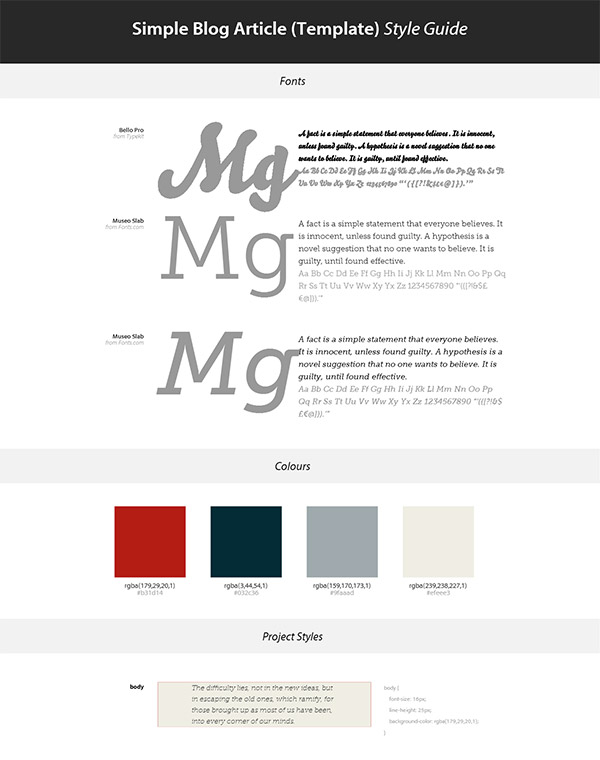 Simple Blog Article (Template) Style Guide
Fonts
Bello Pro
from Typekit
Mg
A fact is a simple statement that everyone believes. It is innocent,
unless found guilty. A hypothesis is a novel suggestion that no one
wants to believe. It is guilty, until found effective.
Aa Bb Cc Dd Ee Ff Gg Hh Ii Jj Kk Ll Mm Nn Oo Pp Qq Rr Ss Tt
Uu Vv Ww Xx Yy Zz 1234567890
Museo Slab
from Fonts.com
Mg
A fact is a simple statement that everyone believes. It
is innocent, unless found guilty. A hypothesis is a
novel suggestion that no one wants to believe. It is
guilty, until found effective.
Aa Bb Cc Dd Ee Ff Gg Hh Ii Jj Kk Ll Mm Nn Oo Pp Qq
Rr Ss Tt Uu Vv Ww Xy Yx Zz 1234567890 "'(([?!&$£
€@])).'"
Museo Slab
from Fonts.com
Mg
A fact is a simple statement that everyone believes.
It is innocent, unless found guilty. A hypothesis is a
novel suggestion that no one wants to believe. It is
guilty, until found effective.
Aa Bb Cc Dd Ee Ff Gg Hh Ii Jj Kk Ll Mm Nn Oo Pp
Qq Rr Ss Tt Uu Vv Ww Xy Yx Zz 1234567890 "'(([?!&$
£€@])).'"
Colours
rgba(179,29,20,1)
#b31d14
rgba(3,44,54,1)
#032c36
rgba(159,170,173,1)
#9faaad
rgba(239,238,227,1)
#efeee3
Project Styles
body
The difficulty lies, not in the new ideas, but
in escaping the old ones, which ramify, for
those brought up as most of us have been,
into every corner of our minds.
body {
font-size: 16px;
line-height: 25px;
background-color: rgba(179,29,20,1);
}